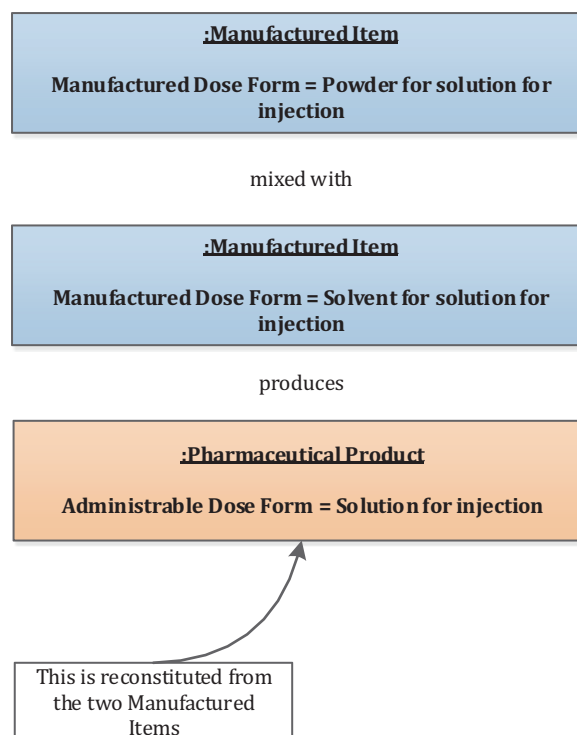 :Manufactured Item
Manufactured Dose Form = Powder for solution for
injection
mixed with
:Manufactured Item
Manufactured Dose Form = Solvent for solution for
injection
produces
:Pharmaceutical Product
Administrable Dose Form = Solution for injection
This is reconstituted from
the two Manufactured
Items